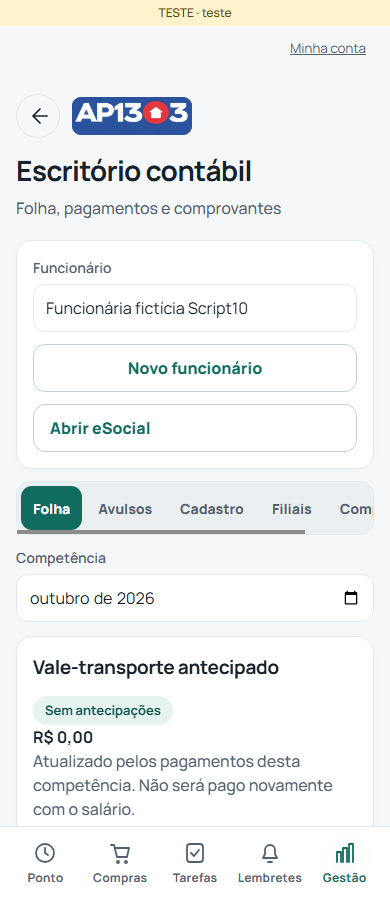 TESTE · teste
Minha conta
AP1303
Escritório contábil
Folha, pagamentos e comprovantes
Funcionário
Funcionária fictícia Script10
Novo funcionário
Abrir eSocial
Folha Avulsos Cadastro Filiais
Competência
outubro de 2026
Vale-transporte antecipado
Sem antecipações
R$ 0,00
Atualizado pelos pagamentos desta
competência. Não será pago novamente
com o salário.
Ponto Compras Tarefas Lembretes Gestão